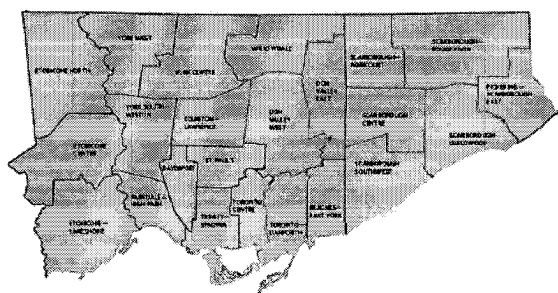 YORK WEST
WILLOWDALE
SCARBOROUGH—
ROUGE RIVER
ETOBICOKE NORTH
YORK CENTRE
SCARBOROUGH—
AGINCOURT
DON
VALLEY
EAST
PICKERING—
SCARBOROUGH
EAST
YORK SOUTH
WESTON
EGLINTON—
LAWRENCE
DON
VALLEY
WEST
SCARBOROUGH
CENTRE
SCARBOROUGH
GUILDWOOD
ETOBICOKE
CENTRE
DAVENPORT
ST. PAUL'S
SCARBOROUGH
SOUTHWEST
PARKDALE—
HIGH PARK
TRINITY—
SPADINA
TORONTO
CENTRE
BEACHES—
EAST YORK
ETOBICOKE—
LAKESHORE
TORONTO—
DANFORTH